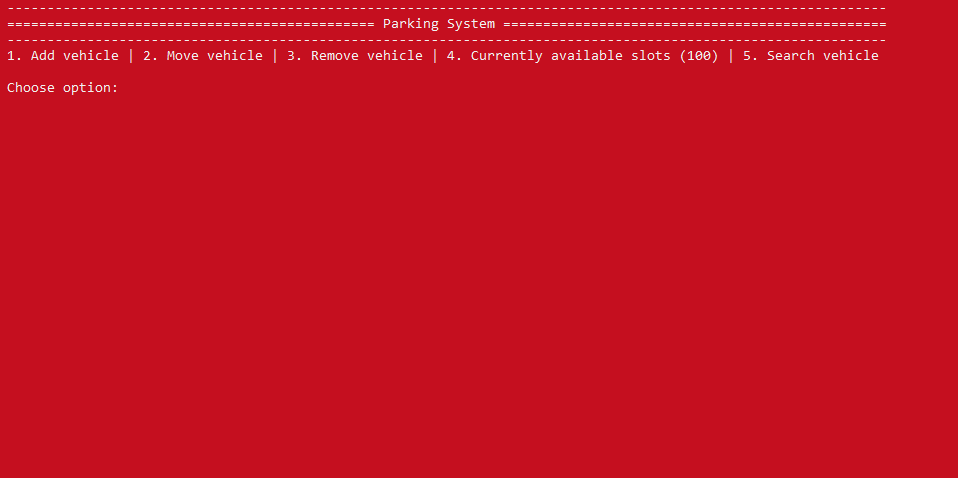 --------------------------------------------------------------------------------------------------------------
============================================== Parking System ================================================
--------------------------------------------------------------------------------------------------------------
1. Add vehicle | 2. Move vehicle | 3. Remove vehicle | 4. Currently available slots (100) | 5. Search vehicle
Choose option: